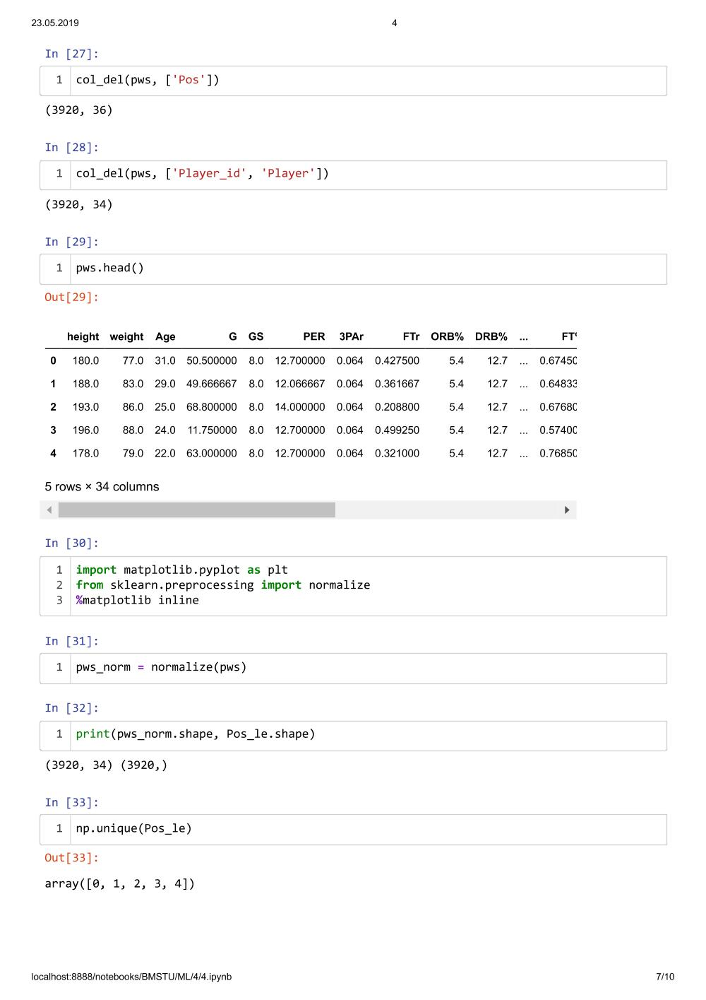 23.05.2019 4
In [27]:
1 col_del(pws, ['Pos'])
(3920, 36)
In [28]:
1 col_del(pws, ['Player_id', 'Player'])
(3920, 34)
In [29]:
1 pws.head()
Out[29]:
height weight Age G GS PER 3PAr FTr ORB% DRB% ... FT%
0 180.0 77.0 31.0 50.500000 8.0 12.700000 0.064 0.427500 5.4 12.7 ... 0.67450
1 188.0 83.0 29.0 49.666667 8.0 12.066667 0.064 0.361667 5.4 12.7 ... 0.64833
2 193.0 86.0 25.0 68.800000 8.0 14.000000 0.064 0.208800 5.4 12.7 ... 0.67680
3 196.0 88.0 24.0 11.750000 8.0 12.700000 0.064 0.499250 5.4 12.7 ... 0.57400
4 178.0 79.0 22.0 63.000000 8.0 12.700000 0.064 0.321000 5.4 12.7 ... 0.76850
5 rows × 34 columns
In [30]:
1 import matplotlib.pyplot as plt
2 from sklearn.preprocessing import normalize
3 %matplotlib inline
In [31]:
1 pws_norm = normalize(pws)
In [32]:
1 print(pws_norm.shape, Pos_le.shape)
(3920, 34) (3920,)
In [33]:
1 np.unique(Pos_le)
Out[33]:
array([0, 1, 2, 3, 4])
localhost:8888/notebooks/BMSTU/ML/4/4.ipynb 7/10